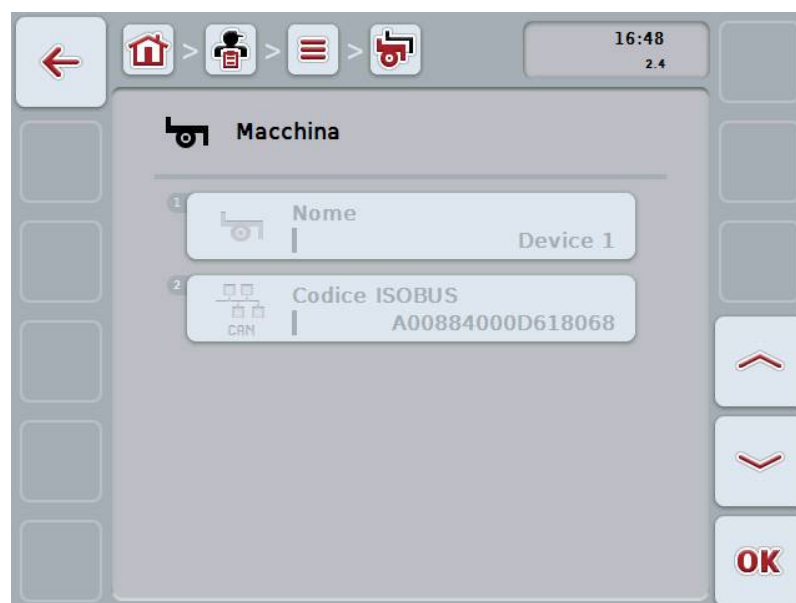 > > >
16:48
2.4
Macchina
1
Nome
Device 1
2
Codice ISOBUS
CAN
A00884000D618068
OK